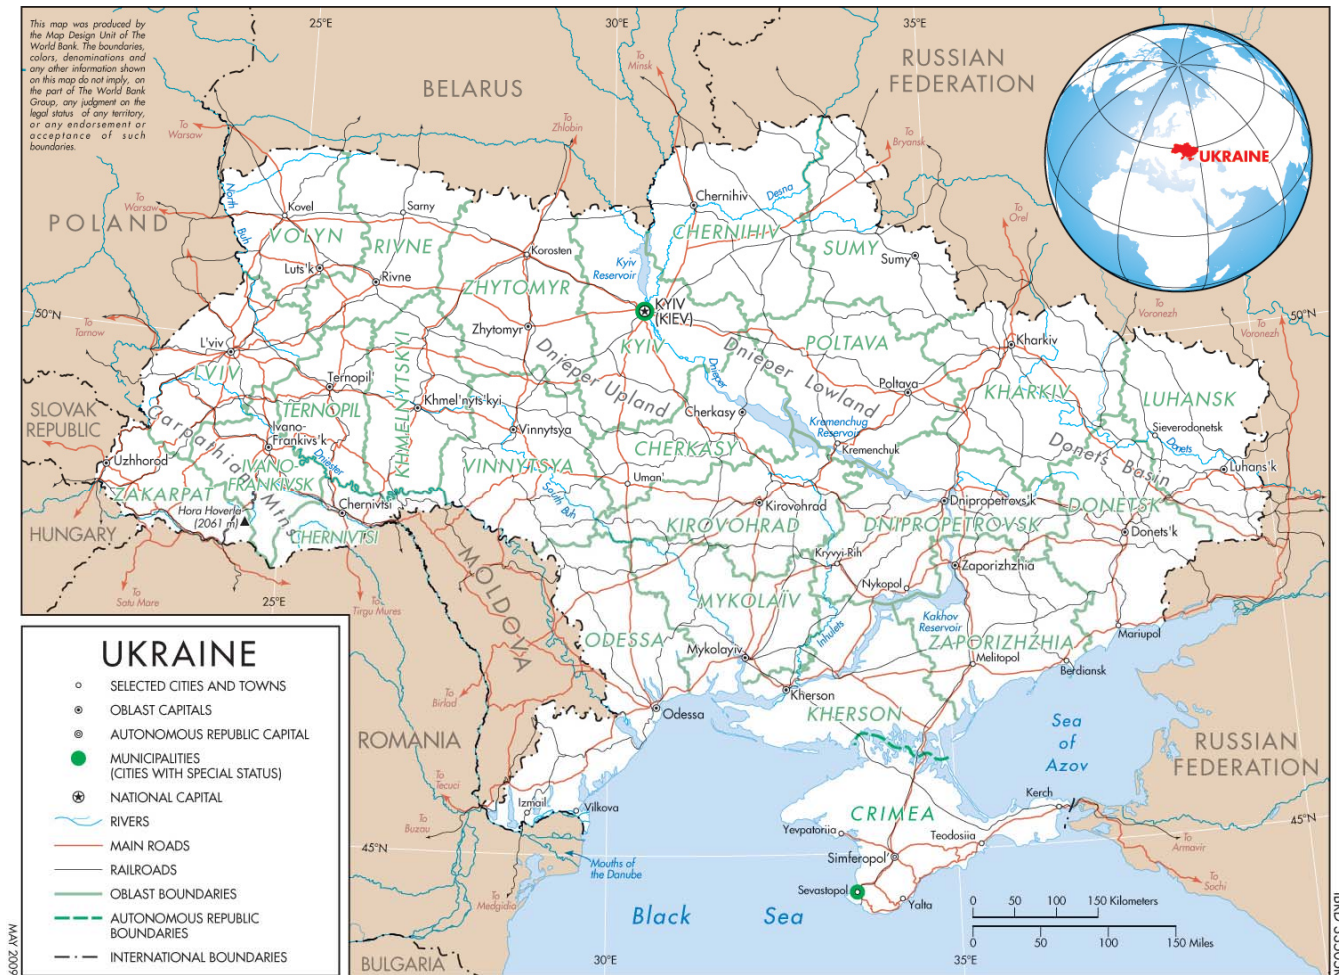 This map was produced by
the Map Design Unit of The
World Bank. The boundaries,
colors, denominations and
any other information shown
on this map do not imply, on
the part of The World Bank
Group, any judgment on the
legal status of any territory,
or any endorsement or
acceptance of such
boundaries.
25°E
30°E
35°E
To
Minsk
RUSSIAN
FEDERATION
BELARUS
To
Warsaw
To
Zhlobin
To
Bryansk
UKRAINE
To
Warsaw
POLAND
North
Buh
Kovel
Sarny
Chernihiv
Desna
To
Orel
VOLYN
RIVNE
CHERNIHIV
SUMY
Korosten
Kyiv
Reservoir
Sumy
Luts'k
Rivne
ZHYTOMYR
50°N
To
Tarnow
KYIV
(KIEV)
To
Voronezh
To
Voronezh
50°N
Zhytomyr
KYIV
Dnieper Lowland
POLTAVA
Kharkiv
L'viv
LVIV
KHMENYTSKYI
Dnieper Upland
Dnieper
Ternopil'
Poltava
KHARKIV
LUHANSK
SLOVAK
REPUBLIC
Carpathian Mtns
TERNOPIL
Khmel'nyts'kyi
Cherkasy
Kremenchug
Reservoir
Ivano-
Frankivs'k
Vinnytsya
CHERKASY
Kremenchuk
Sieverodonetsk
Donets
Donets Basin
Uzhhorod
IVANO-
FRANKIVSK
Dniester
VINNYTSYA
Luhans'k
ZAKARPAT
Uman'
South
Buh
Hora Hoverla
(2061 m)
Chernivtsi
Kirovohrad
Dnipropetrovs'k
DONETSK
HUNGARY
CHERNIVTSI
KIROVOHRAD
DNIPROPETROVSK
Donets'k
MOLDOVA
Kryvyi-Rih
Zaporizhzhia
Nykopol
To
Satu Mare
25°E
To
Tirgu Mures
MYKOLAÏV
Kakhov
Reservoir
Inhulets
ODESSA
ZAPORIZHZHIA
Mariupol
Mykolayiv
Melitopol
Berdiansk
To
Birlad
Kherson
Odessa
KHERSON
Sea
of
Azov
ROMANIA
RUSSIAN
FEDERATION
To
Tecuci
Izmail
Vilkova
Kerch
To
Buzau
CRIMEA
Yevpatoriia
Teodosiia
45°N
45°N
To
Armavir
Mouths of
the Danube
Simferopol'
To
Sochi
To
Medgidia
Sevastopol
Yalta
Black Sea
BULGARIA
30°E
35°E
0 50 100 150 Kilometers
0 50 100 150 Miles
UKRAINE
SELECTED CITIES AND TOWNS
OBLAST CAPITALS
AUTONOMOUS REPUBLIC CAPITAL
MUNICIPALITIES
(CITIES WITH SPECIAL STATUS)
NATIONAL CAPITAL
RIVERS
MAIN ROADS
RAILROADS
OBLAST BOUNDARIES
AUTONOMOUS REPUBLIC
BOUNDARIES
INTERNATIONAL BOUNDARIES
MAY 2009